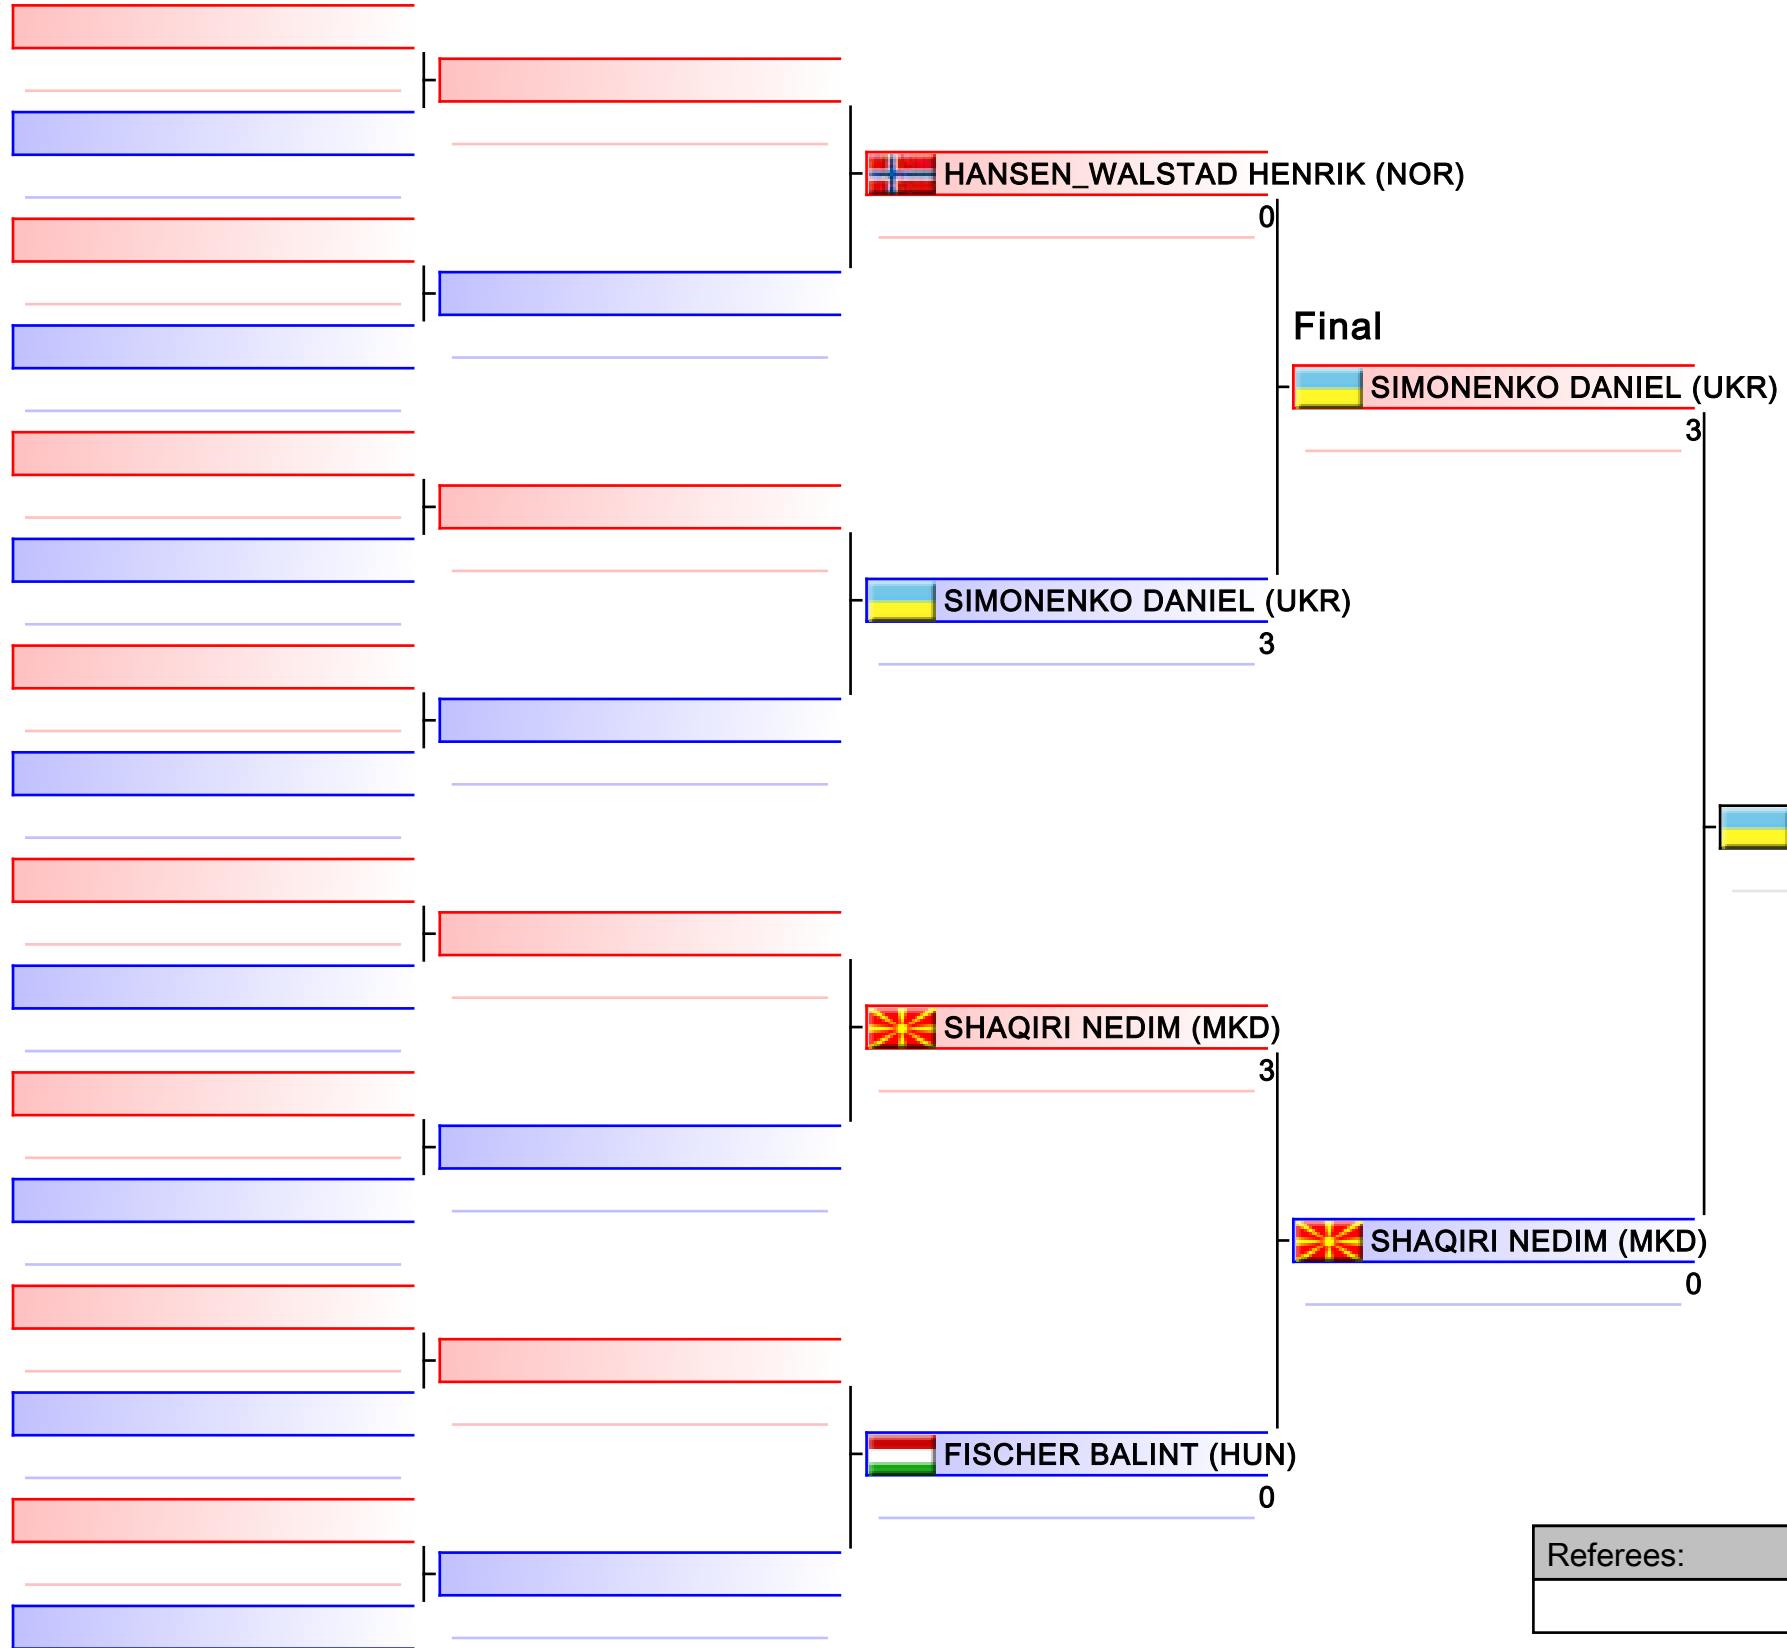 HANSEN_WALSTAD HENRIK (NOR)
0
Final
SIMONENKO DANIEL (UKR)
3
SIMONENKO DANIEL (UKR)
3
SHAQIRI NEDIM (MKD)
3
SHAQIRI NEDIM (MKD)
0
FISCHER BALINT (HUN)
0
Referees: